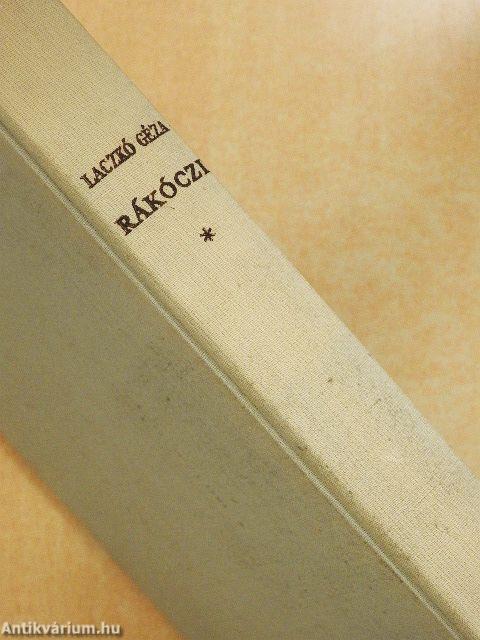 LACZKÓ GÉZA
RÁKÓCZI
*
Antikvárium.hu